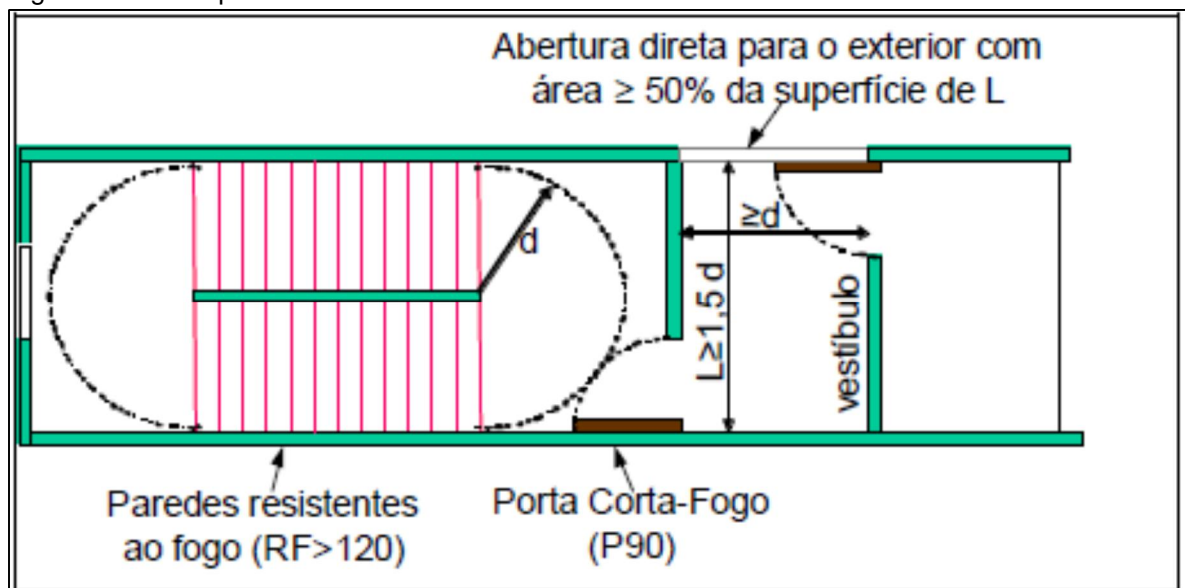 Abertura direta para o exterior com
área ≥ 50% da superfície de L
d
≥d
L≥1,5 d
vestíbulo
Paredes resistentes
ao fogo (RF>120)
Porta Corta-Fogo
(P90)